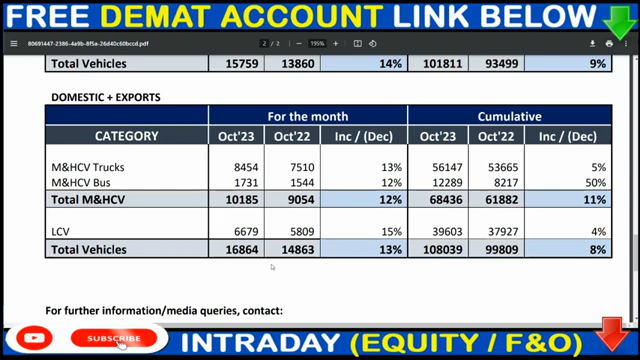 FREE DEMAT ACCOUNT LINK BELOW
80691447-2386-4a9b-8f5a-26d40c60bccd.pdf 2 / 2 195%
Total Vehicles 15759 13860 14% 101811 93499 9%
DOMESTIC + EXPORTS
For the month Cumulative
CATEGORY Oct'23 Oct'22 Inc / (Dec) Oct'23 Oct'22 Inc / (Dec)
M&HCV Trucks 8454 7510 13% 56147 53665 5%
M&HCV Bus 1731 1544 12% 12289 8217 50%
Total M&HCV 10185 9054 12% 68436 61882 11%
LCV 6679 5809 15% 39603 37927 4%
Total Vehicles 16864 14863 13% 108039 99809 8%
For further information/media queries, contact:
SUBSCRIBE
INTRADAY (EQUITY / F&O)